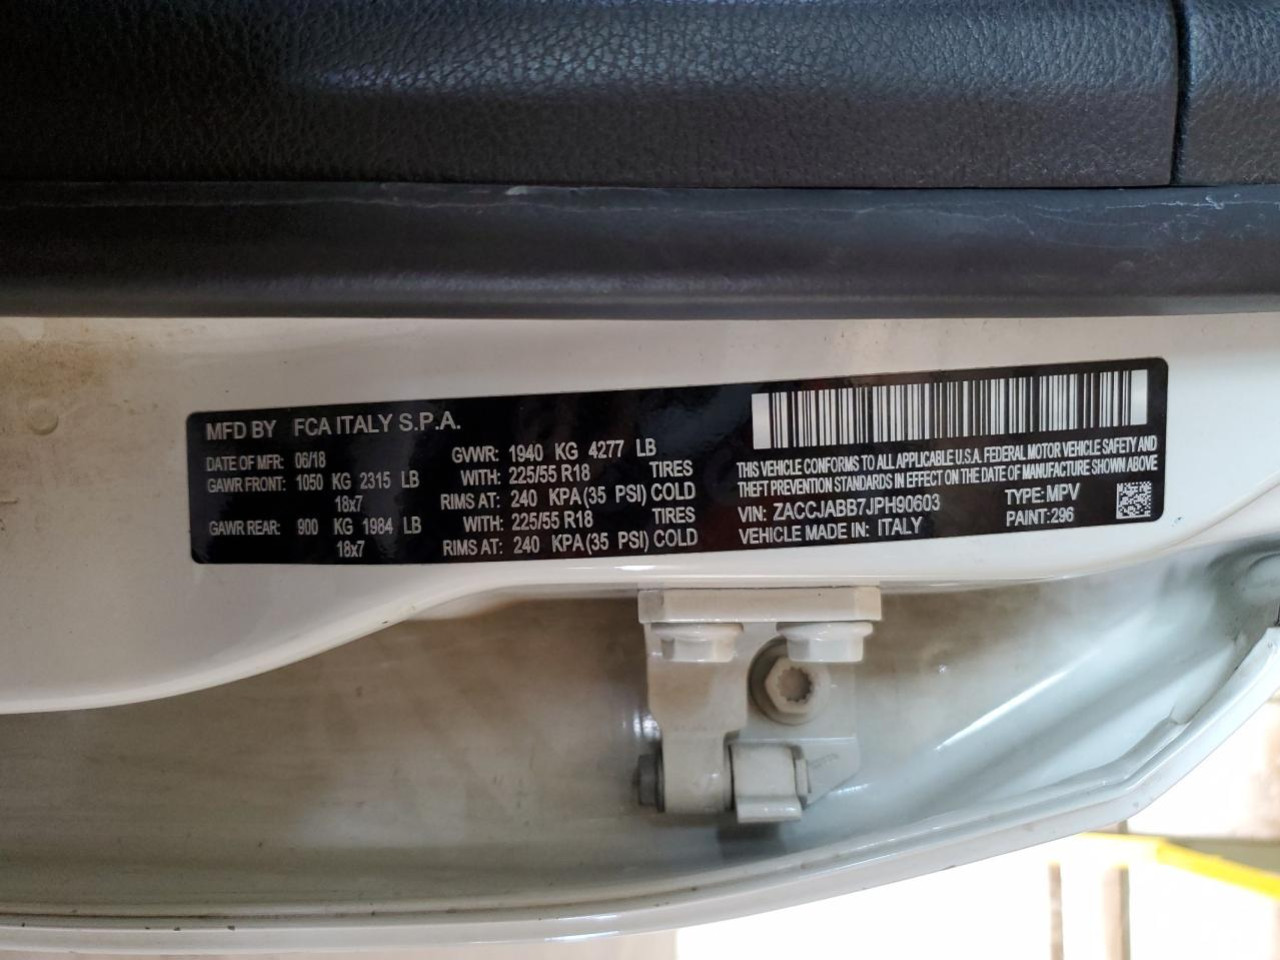 MFD BY FCA ITALY S.P.A.
DATE OF MFR: 06/18
GAWR FRONT: 1050 KG 2315 LB
18x7
GAWR REAR: 900 KG 1984 LB
18x7
GVWR: 1940 KG 4277 LB
WITH: 225/55 R18 TIRES
RIMS AT: 240 KPA(35 PSI) COLD
WITH: 225/55 R18 TIRES
RIMS AT: 240 KPA(35 PSI) COLD
THIS VEHICLE CONFORMS TO ALL APPLICABLE U.S.A. FEDERAL MOTOR VEHICLE SAFETY AND
THEFT PREVENTION STANDARDS IN EFFECT ON THE DATE OF MANUFACTURE SHOWN ABOVE
VIN: ZACCJABB7JPH90603 TYPE: MPV
VEHICLE MADE IN: ITALY PAINT:296